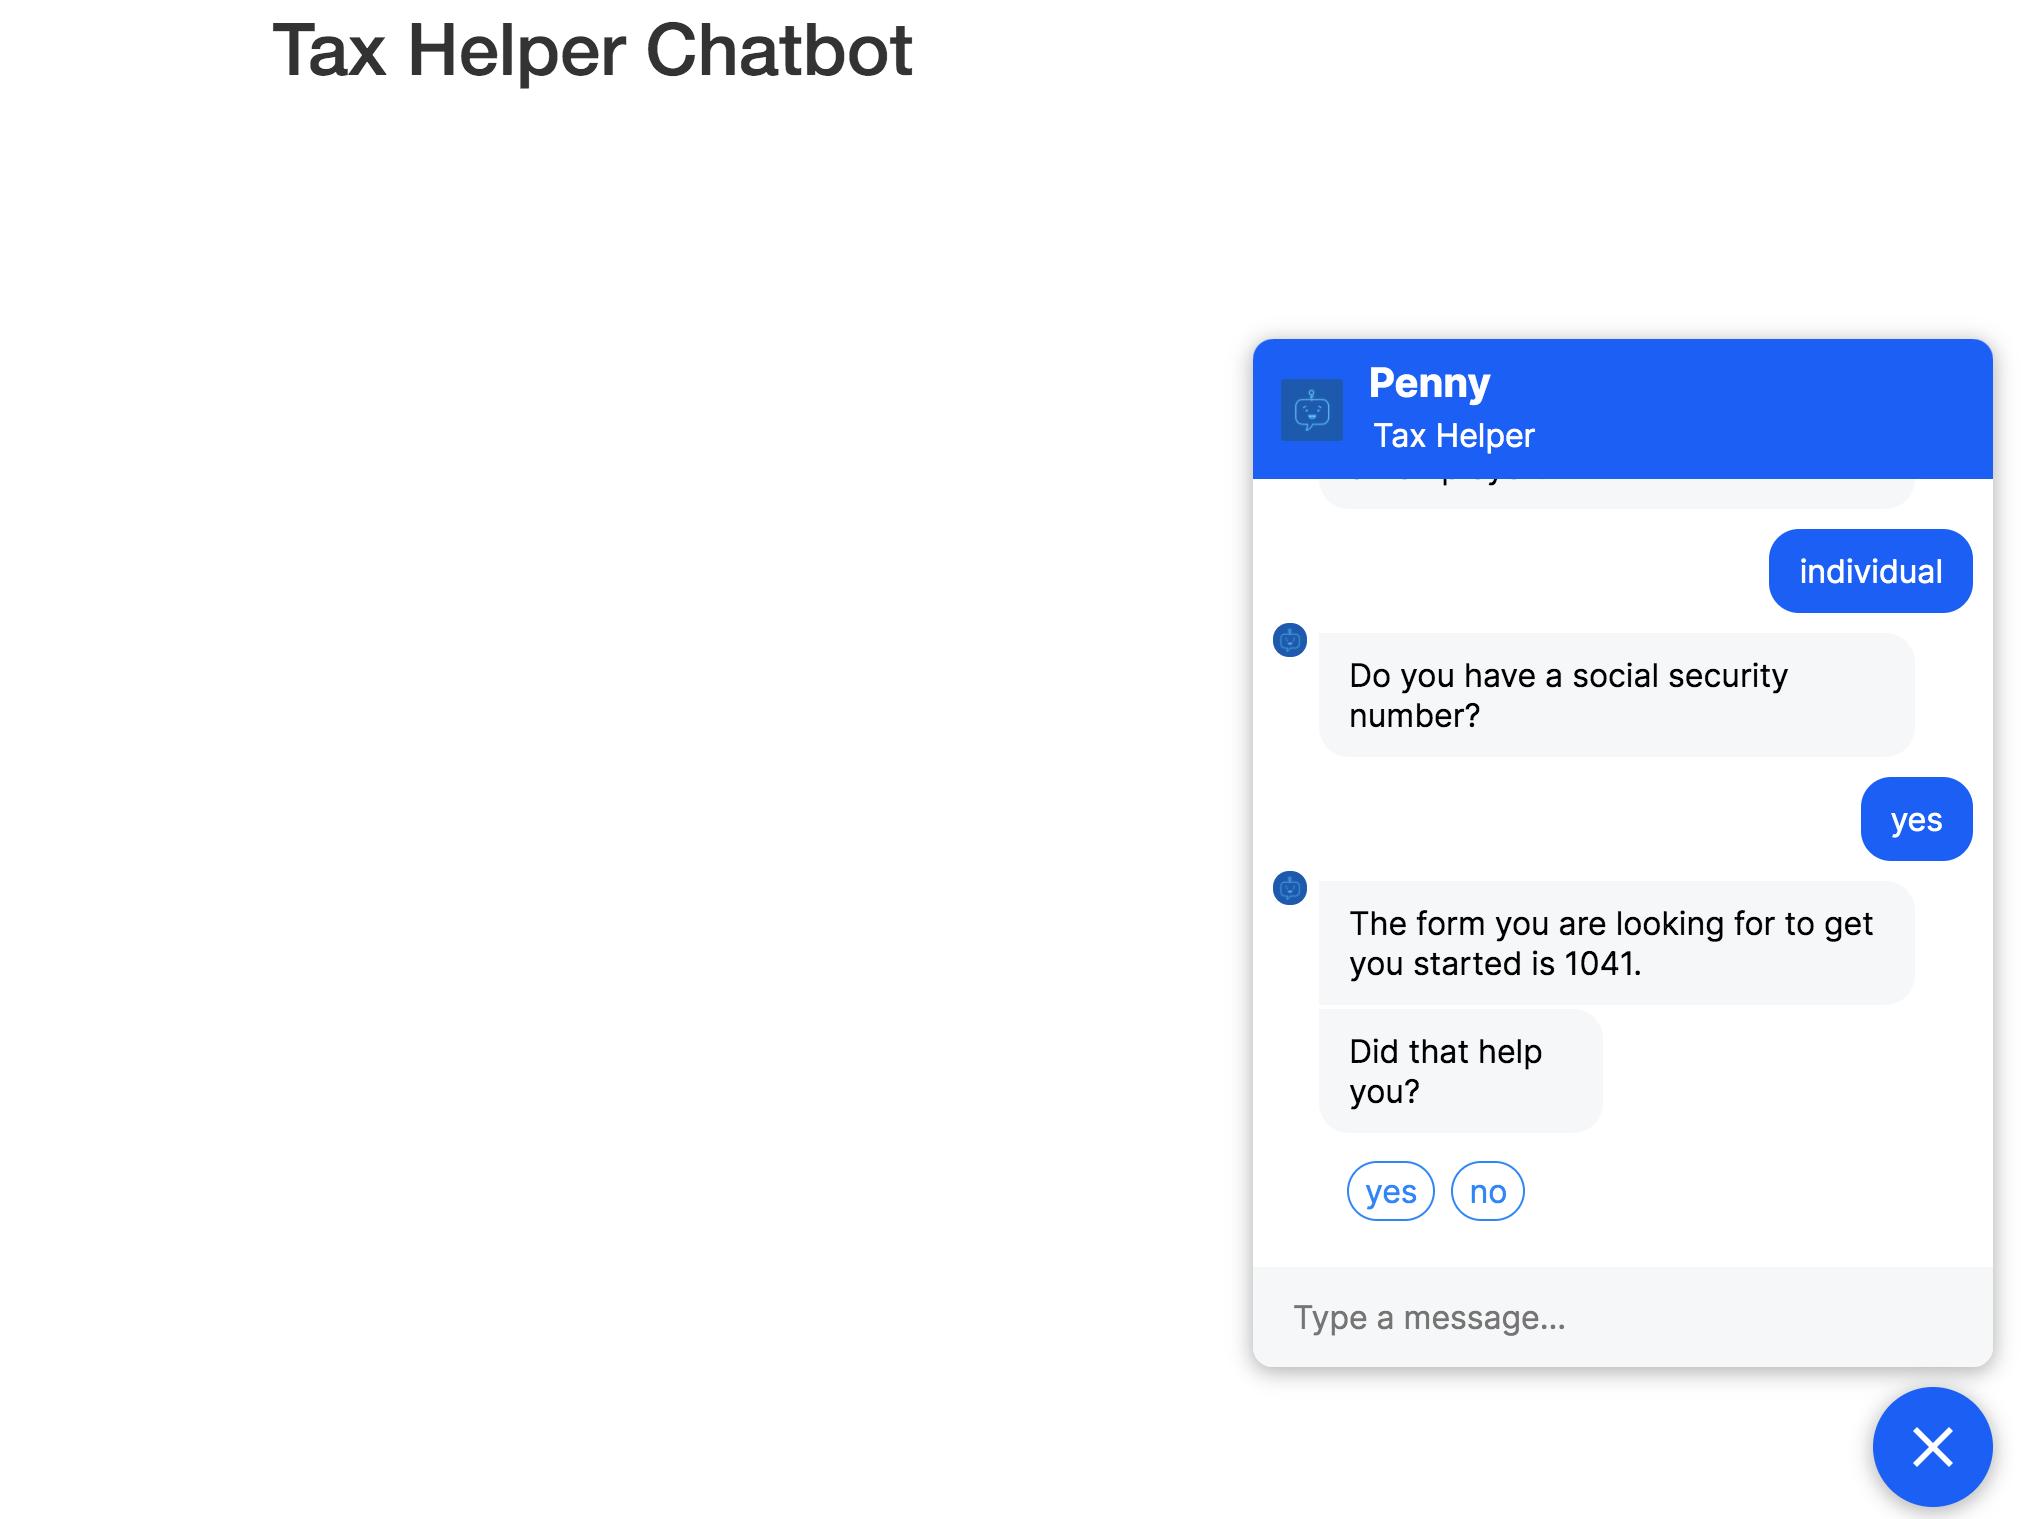 Tax Helper Chatbot
Penny
Tax Helper
individual
Do you have a social security
number?
yes
The form you are looking for to get
you started is 1041.
Did that help
you?
yes no
Type a message...